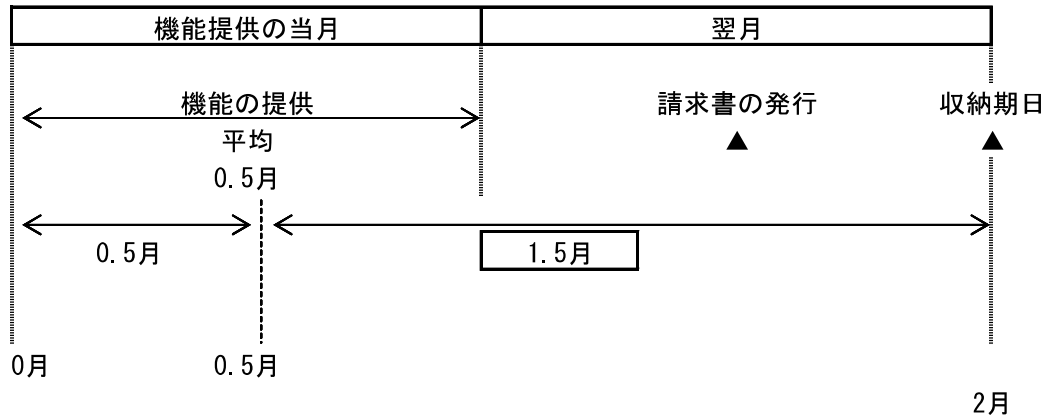 機能提供の当月 翌月
機能の提供 請求書の発行 収納期日
平均 ▲ ▲
0.5月
0.5月 1.5月
0月 0.5月
2月